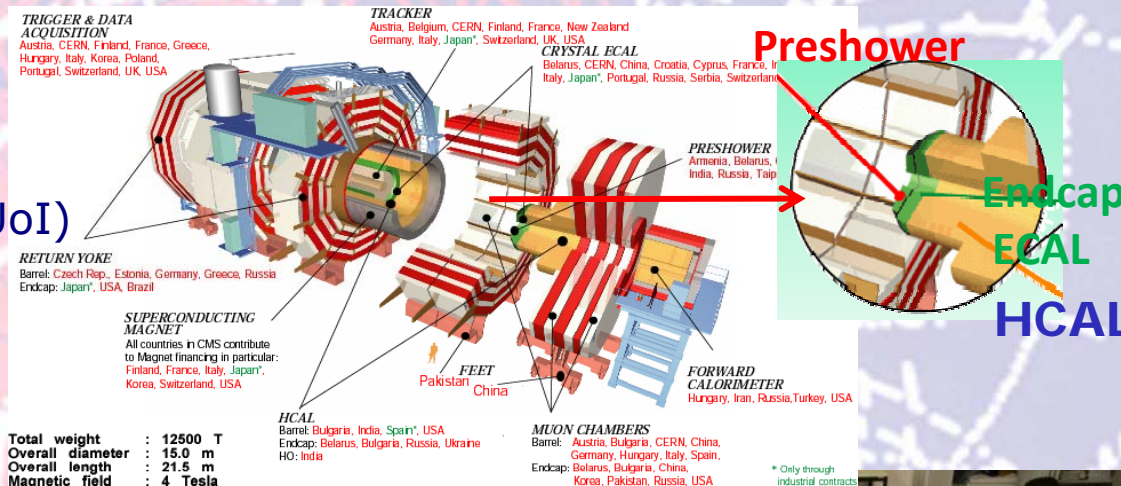 TRIGGER & DATA
ACQUISITION
Austria, CERN, Finland, France, Greece,
Hungary, Italy, Korea, Poland,
Portugal, Switzerland, UK, USA
TRACKER
Austria, Belgium, CERN, Finland, France, New Zealand
Germany, Italy, Japan*, Switzerland, UK, USA
CRYSTAL ECAL
Belarus, CERN, China, Croatia, Cyprus, France,
Italy, Japan*, Portugal, Russia, Serbia, Switzerland
Preshower
PRESHOWER
Armenia, Belarus,
India, Russia,
Endcap
ECAL
HCAL
UoI)
RETURN YOKE
Barrel: Czech Rep., Estonia, Germany, Greece, Russia
Endcap: Japan*, USA, Brazil
SUPERCONDUCTING
MAGNET
All countries in CMS contribute
to Magnet financing in particular:
Finland, France, Italy, Japan*,
Korea, Switzerland, USA
FEET
Pakistan
China
FORWARD
CALORIMETER
Hungary, Iran, Russia,Turkey, USA
HCAL
Barrel: Bulgaria, India, Spain*, USA
Endcap: Belarus, Bulgaria, Russia, Ukraine
HO: India
MUON CHAMBERS
Barrel: Austria, Bulgaria, CERN, China,
Germany, Hungary, Italy, Spain,
Endcap: Belarus, Bulgaria, China,
Korea, Pakistan, Russia, USA
* Only through
industrial contracts
Total weight : 12500 T
Overall diameter : 15.0 m
Overall length : 21.5 m
Magnetic field : 4 Tesla